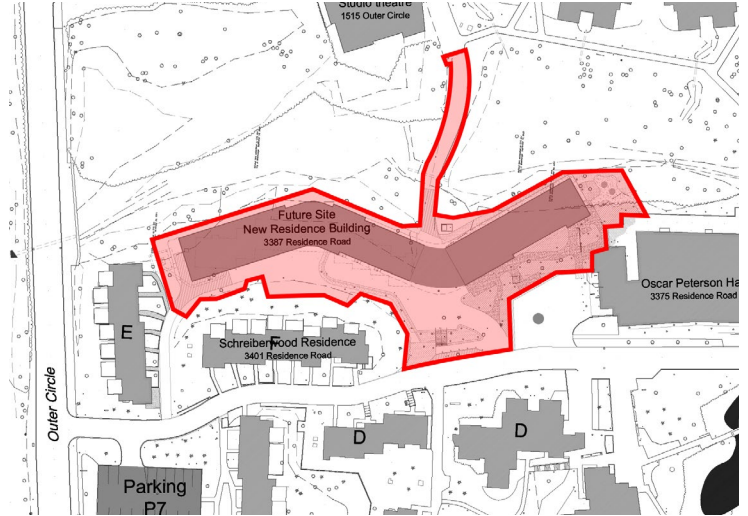 Studio theatre
1515 Outer Circle
Future Site
New Residence Building
3387 Residence Road
Oscar Peterson Ha
3375 Residence Road
E
F
Schreiberwood Residence
3401 Residence Road
Outer Circle
D
D
Parking
P7